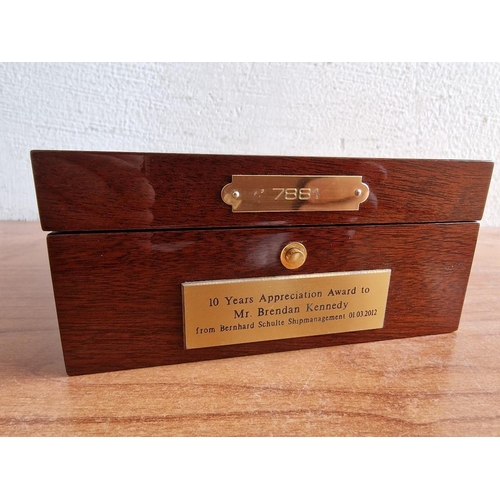 7881
10 Years Appreciation Award to
Mr. Brendan Kennedy
from Bernhard Schulte Shipmanagement 01.03.2012